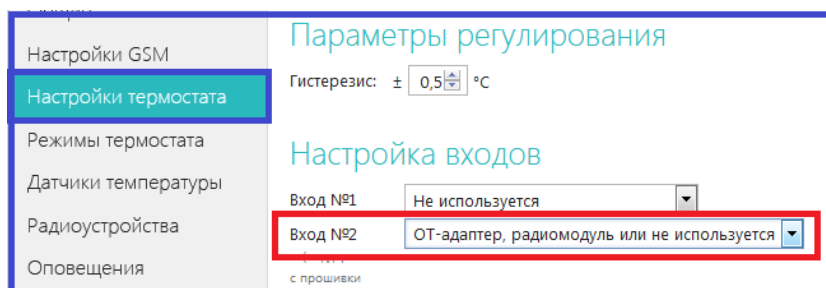 Настройки GSM
Настройки термостата
Режимы термостата
Датчики температуры
Радиоустройства
Оповещения
Параметры регулирования
Гистерезис: ± 0,5 °C
Настройка входов
Вход №1 Не используется
Вход №2 ОТ-адаптер, радиомодуль или не используется
с прошивки